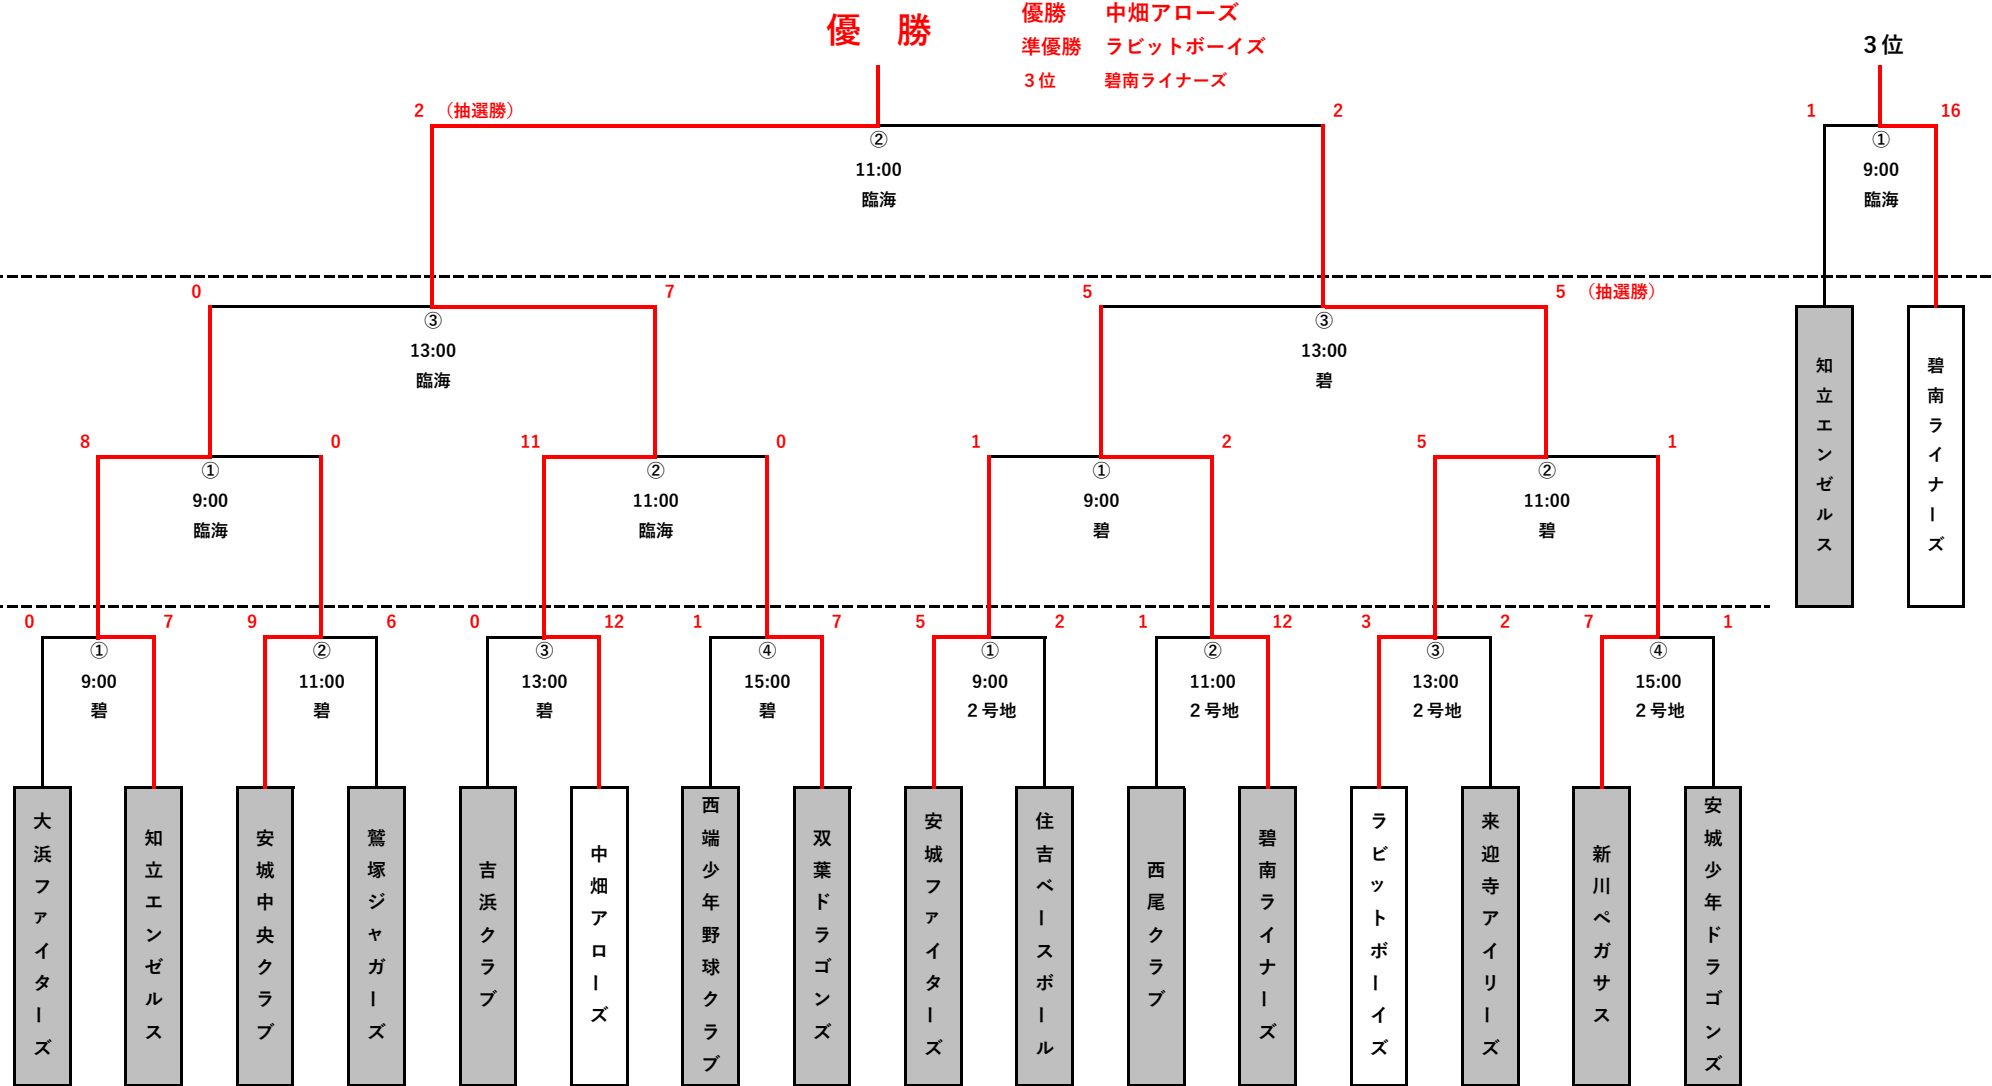 優 勝
優勝 中畑アローズ
準優勝 ラビットボーイズ
３位 碧南ライナーズ
３位
2 （抽選勝） 2
1 16
②
11:00
臨海
①
9:00
臨海
0 7 5 5 （抽選勝）
③ ③
13:00 13:00
臨海 碧
知立エンゼルス
碧南ライナーズ
8 0 11 0 1 2 5 1
① ② ① ②
9:00 11:00 9:00 11:00
臨海 臨海 碧 碧
0 7 9 6 0 12 1 7 5 2 1 12 3 2 7 1
① ② ③ ④ ① ② ③ ④
9:00 11:00 13:00 15:00 9:00 11:00 13:00 15:00
碧 碧 碧 碧 ２号地 ２号地 ２号地 ２号地
大浜ファイターズ
知立エンゼルス
安城中央クラブ
鷲塚ジャガーズ
吉浜クラブ
中畑アローズ
西端少年野球クラブ
双葉ドラゴンズ
安城ファイターズ
住吉ベースボール
西尾クラブ
碧南ライナーズ
ラビットボーイズ
来迎寺アイリーズ
新川ペガサス
安城少年ドラゴンズ